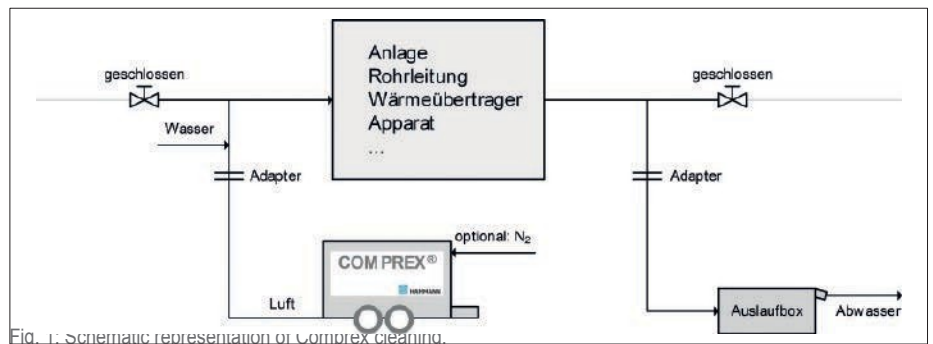 Anlage
Rohrleitung
Wärmeübertrager
Apparat
...
geschlossen
geschlossen
Wasser
Adapter
Adapter
optional: N₂
COMPREX®
HAMMANN
Luft
Auslaufbox
Abwasser
Fig. 1: Schematic representation of Comprex cleaning.